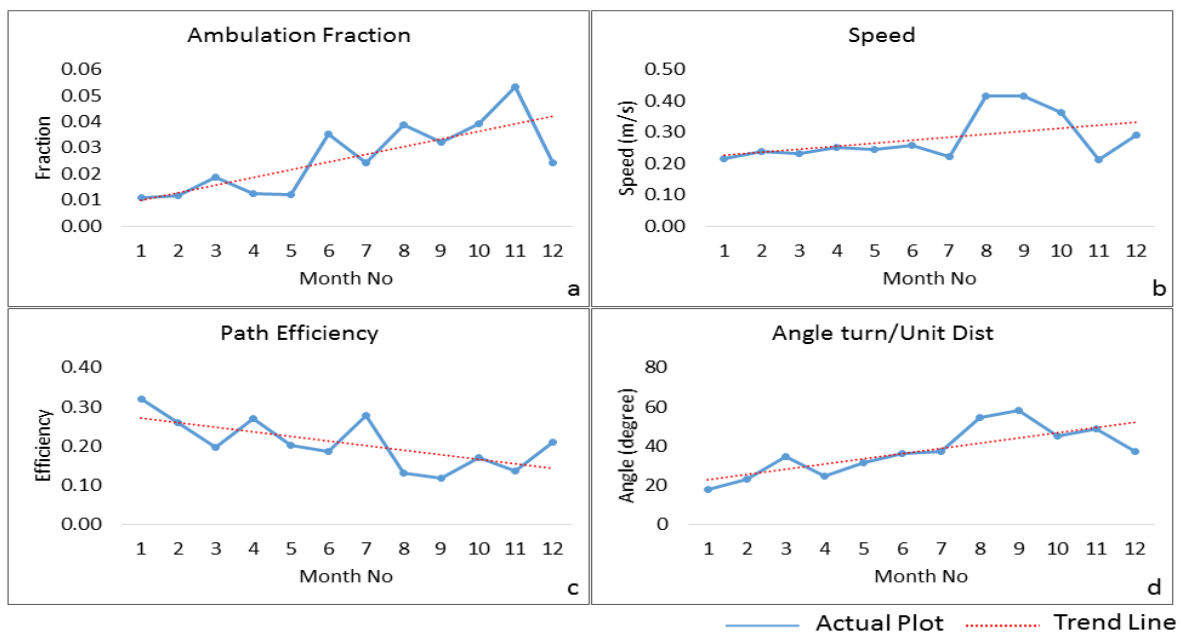 Ambulation Fraction
0.06
0.05
0.04
0.03
0.02
0.01
0.00
Fraction
1 2 3 4 5 6 7 8 9 10 11 12
Month No
a
Speed
0.50
0.40
0.30
0.20
0.10
0.00
Speed (m/s)
1 2 3 4 5 6 7 8 9 10 11 12
Month No
b
Path Efficiency
0.40
0.30
0.20
0.10
0.00
Efficiency
1 2 3 4 5 6 7 8 9 10 11 12
Month No
c
Angle turn/Unit Dist
80
60
40
20
0
Angle (degree)
1 2 3 4 5 6 7 8 9 10 11 12
Month No
d
Actual Plot Trend Line